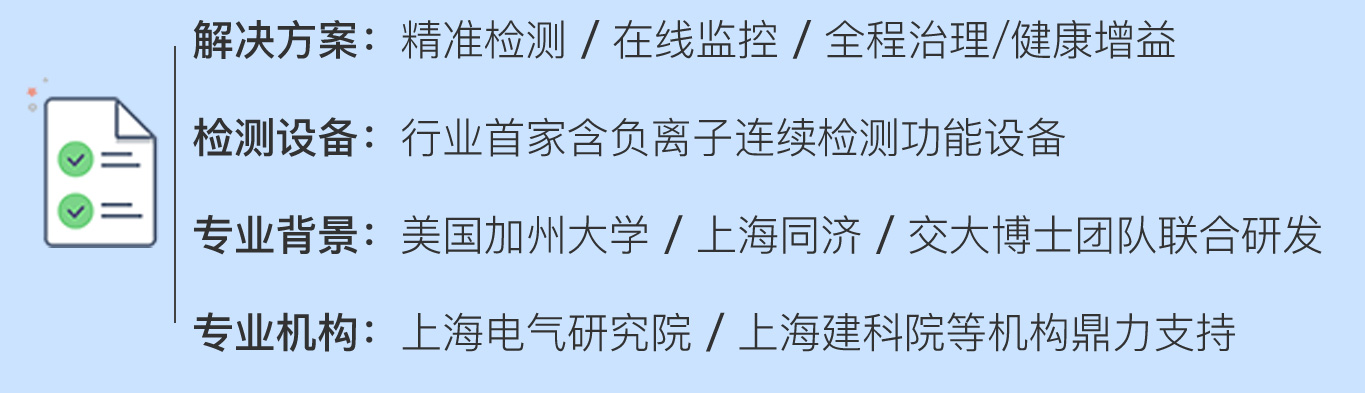 解决方案：精准检测 / 在线监控 / 全程治理/健康增益
检测设备：行业首家含负离子连续检测功能设备
专业背景：美国加州大学 / 上海同济 / 交大博士团队联合研发
专业机构：上海电气研究院 / 上海建科院等机构鼎力支持